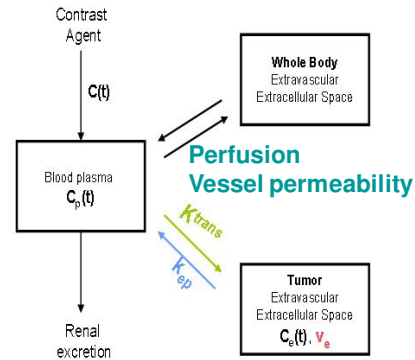 Contrast
Agent
C(t)
Whole Body
Extravascular
Extracellular Space
Perfusion
Vessel permeability
Blood plasma
Cp(t)
Ktrans
kep
Tumor
Extravascular
Extracellular Space
Ce(t), ve
Renal
excretion